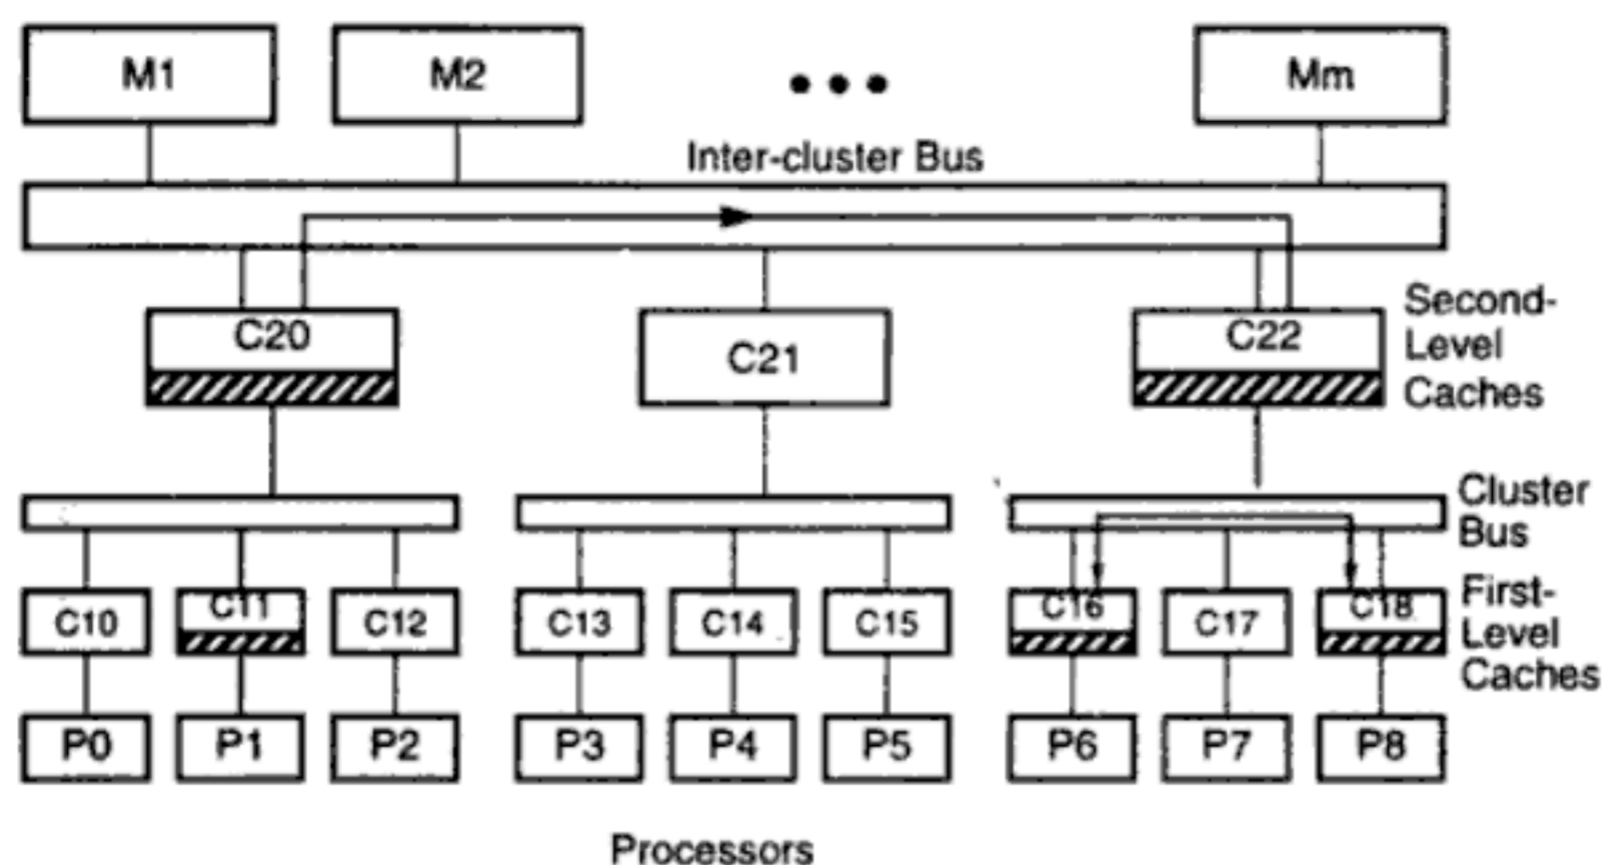 M1 M2 Mm
Inter-cluster Bus
C20 C21 C22
Second-
Level
Caches
Cluster
Bus
C10 C11 C12 C13 C14 C15 C16 C17 C18
First-
Level
Caches
P0 P1 P2 P3 P4 P5 P6 P7 P8
Processors